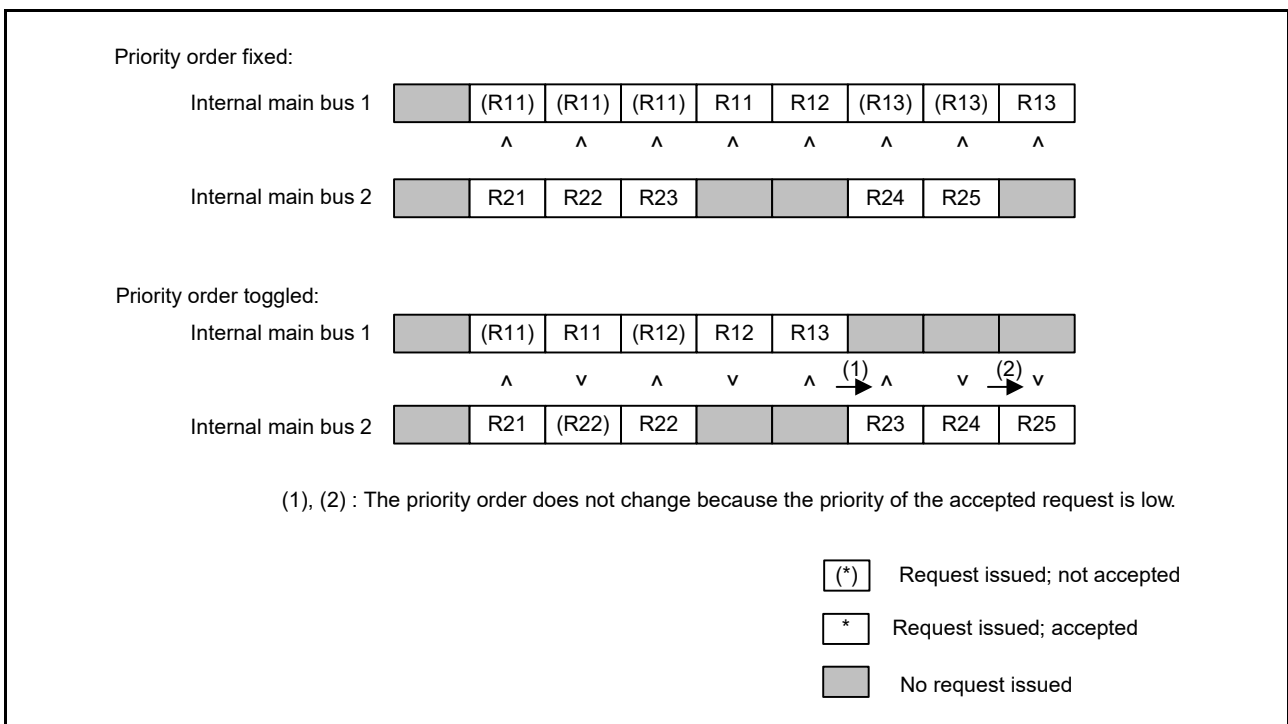 Priority order fixed:
Internal main bus 1 (R11) (R11) (R11) R11 R12 (R13) (R13) R13
ʌ ʌ ʌ ʌ ʌ ʌ ʌ ʌ
Internal main bus 2 R21 R22 R23 R24 R25
Priority order toggled:
Internal main bus 1 (R11) R11 (R12) R12 R13
ʌ v ʌ v ʌ (1) ʌ v (2) v
Internal main bus 2 R21 (R22) R22 R23 R24 R25
(1), (2) : The priority order does not change because the priority of the accepted request is low.
(*) Request issued; not accepted
* Request issued; accepted
No request issued